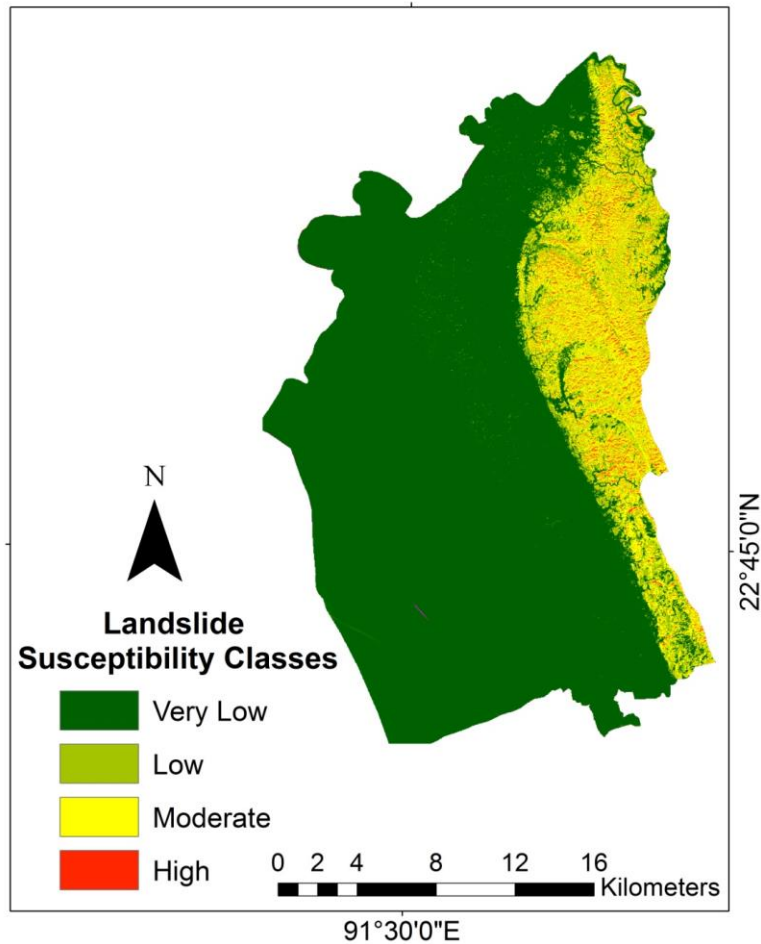 N
22°45'0"N
Landslide
Susceptibility Classes
Very Low
Low
Moderate
High
0 2 4 8 12 16
Kilometers
91°30'0"E